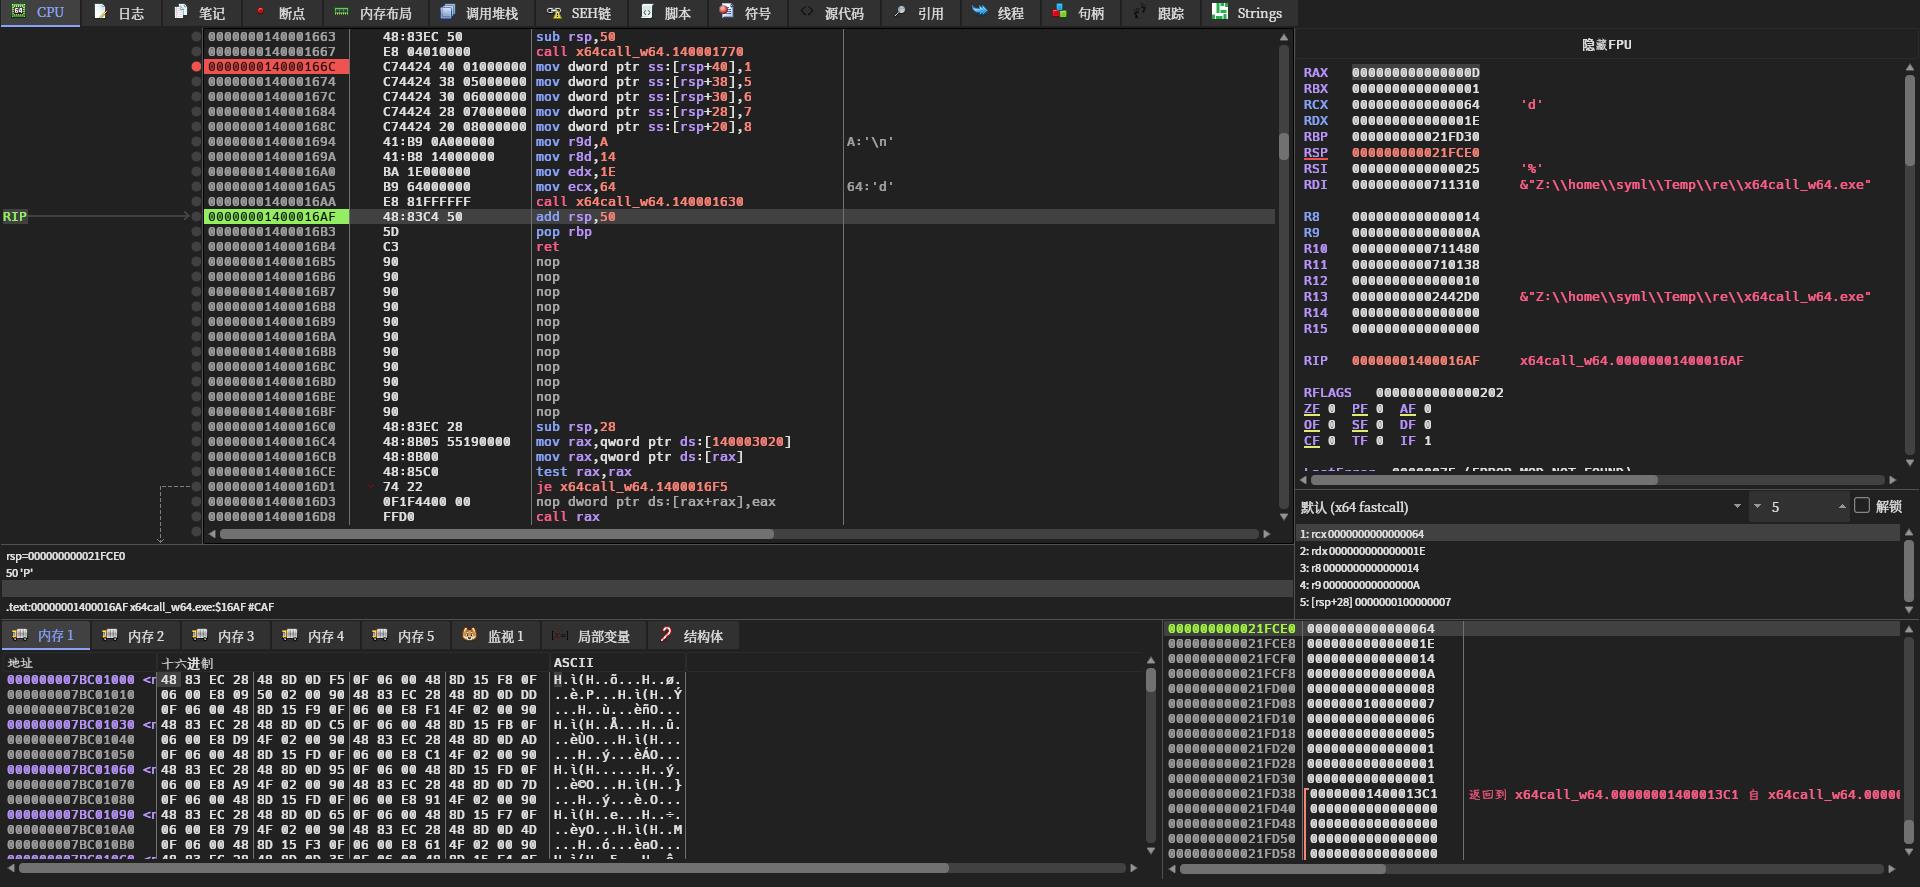 CPU 日志 笔记 断点 内存布局 调用堆栈 SEH链 脚本 符号 源代码 引用 线程 句柄 跟踪 Strings
0000000140001663 48:83EC 50 sub rsp,50
0000000140001667 E8 04010000 call x64call_w64.140001770
000000014000166C C74424 40 01000000 mov dword ptr ss:[rsp+40],1
0000000140001674 C74424 38 05000000 mov dword ptr ss:[rsp+38],5
000000014000167C C74424 30 06000000 mov dword ptr ss:[rsp+30],6
0000000140001684 C74424 28 07000000 mov dword ptr ss:[rsp+28],7
000000014000168C C74424 20 08000000 mov dword ptr ss:[rsp+20],8
0000000140001694 41:B9 0A000000 mov r9d,A A:'\n'
000000014000169A 41:B8 14000000 mov r8d,14
00000001400016A0 BA 1E000000 mov edx,1E
00000001400016A5 B9 64000000 mov ecx,64 64:'d'
00000001400016AA E8 81FFFFFF call x64call_w64.140001630
RIP 00000001400016AF 48:83C4 50 add rsp,50
00000001400016B3 5D pop rbp
00000001400016B4 C3 ret
00000001400016B5 90 nop
00000001400016B6 90 nop
00000001400016B7 90 nop
00000001400016B8 90 nop
00000001400016B9 90 nop
00000001400016BA 90 nop
00000001400016BB 90 nop
00000001400016BC 90 nop
00000001400016BD 90 nop
00000001400016BE 90 nop
00000001400016BF 90 nop
00000001400016C0 48:83EC 28 sub rsp,28
00000001400016C4 48:8B05 55190000 mov rax,qword ptr ds:[140003020]
00000001400016CB 48:8B00 mov rax,qword ptr ds:[rax]
00000001400016CE 48:85C0 test rax,rax
00000001400016D1 74 22 je x64call_w64.1400016F5
00000001400016D3 0F1F4400 00 nop dword ptr ds:[rax+rax],eax
00000001400016D8 FFD0 call rax
隐藏FPU
RAX 000000000000000D
RBX 0000000000000001
RCX 0000000000000064 'd'
RDX 000000000000001E
RBP 000000000021FD30
RSP 000000000021FCE0
RSI 0000000000000025 '%'
RDI 0000000000711310 &"Z:\\home\\syml\\Temp\\re\\x64call_w64.exe"
R8 0000000000000014
R9 000000000000000A
R10 0000000000711480
R11 0000000000710138
R12 0000000000000010
R13 00000000002442D0 &"Z:\\home\\syml\\Temp\\re\\x64call_w64.exe"
R14 0000000000000000
R15 0000000000000000
RIP 00000001400016AF x64call_w64.00000001400016AF
RFLAGS 0000000000000202
ZF 0 PF 0 AF 0
OF 0 SF 0 DF 0
CF 0 TF 0 IF 1
默认 (x64 fastcall) 5 解锁
1: rcx 0000000000000064
2: rdx 000000000000001E
3: r8 0000000000000014
4: r9 000000000000000A
5: [rsp+28] 0000000100000007
rsp=000000000021FCE0
50 'P'
.text:00000001400016AF x64call_w64.exe:$16AF #CAF
内存 1 内存 2 内存 3 内存 4 内存 5 监视 1 局部变量 结构体
地址 十六进制 ASCII
000000007BC01000 <r 48 83 EC 28 48 8D 0D F5 0F 06 00 48 8D 15 F8 0F H.ì(H..õ...H..ø.
000000007BC01010 06 00 E8 09 50 02 00 90 48 83 EC 28 48 8D 0D DD ..è.P...H.ì(H..Ý
000000007BC01020 0F 06 00 48 8D 15 F9 0F 06 00 E8 F1 4F 02 00 90 ...H..ù...èñO...
000000007BC01030 <r 48 83 EC 28 48 8D 0D C5 0F 06 00 48 8D 15 FB 0F H.ì(H..Å...H..û.
000000007BC01040 06 00 E8 D9 4F 02 00 90 48 83 EC 28 48 8D 0D AD ..èÙO...H.ì(H...
000000007BC01050 0F 06 00 48 8D 15 FD 0F 06 00 E8 C1 4F 02 00 90 ...H..ý...èÁO...
000000007BC01060 <r 48 83 EC 28 48 8D 0D 95 0F 06 00 48 8D 15 FD 0F H.ì(H......H..ý.
000000007BC01070 06 00 E8 A9 4F 02 00 90 48 83 EC 28 48 8D 0D 7D ..è©O...H.ì(H..}
000000007BC01080 0F 06 00 48 8D 15 FD 0F 06 00 E8 91 4F 02 00 90 ...H..ý...è.O...
000000007BC01090 <r 48 83 EC 28 48 8D 0D 65 0F 06 00 48 8D 15 F7 0F H.ì(H..e...H..÷.
000000007BC010A0 06 00 E8 79 4F 02 00 90 48 83 EC 28 48 8D 0D 4D ..èyO...H.ì(H..M
000000007BC010B0 0F 06 00 48 8D 15 F3 0F 06 00 E8 61 4F 02 00 90 ...H..ó...èaO...
000000000021FCE0 0000000000000064
000000000021FCE8 000000000000001E
000000000021FCF0 0000000000000014
000000000021FCF8 000000000000000A
000000000021FD00 0000000000000008
000000000021FD08 0000000100000007
000000000021FD10 0000000000000006
000000000021FD18 0000000000000005
000000000021FD20 0000000000000001
000000000021FD28 0000000000000001
000000000021FD30 0000000000000001
000000000021FD38 00000001400013C1 返回到 x64call_w64.00000001400013C1 自 x64call_w64.0000
000000000021FD40 0000000000000000
000000000021FD48 0000000000000000
000000000021FD50 0000000000000000
000000000021FD58 0000000000000000